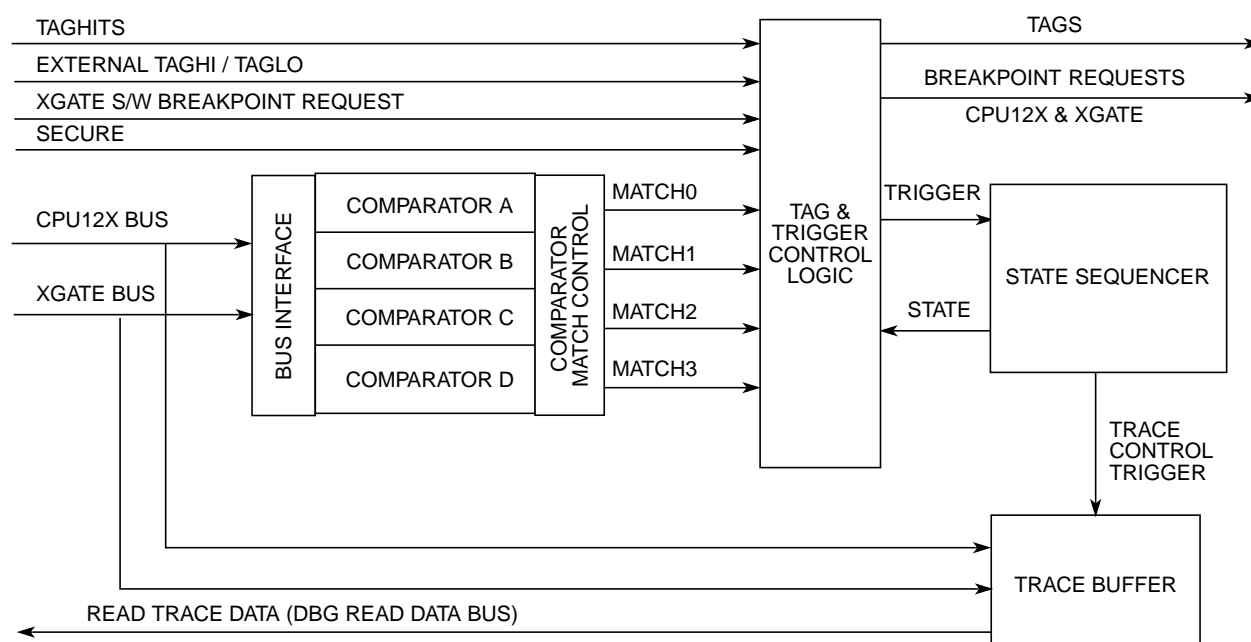 TAGHITS
EXTERNAL TAGHI / TAGLO
XGATE S/W BREAKPOINT REQUEST
SECURE
CPU12X BUS
XGATE BUS
BUS INTERFACE
COMPARATOR A
COMPARATOR B
COMPARATOR C
COMPARATOR D
COMPARATOR
MATCH CONTROL
MATCH0
MATCH1
MATCH2
MATCH3
TAG &
TRIGGER
CONTROL
LOGIC
TAGS
BREAKPOINT REQUESTS
CPU12X & XGATE
TRIGGER
STATE
STATE SEQUENCER
TRACE
CONTROL
TRIGGER
TRACE BUFFER
READ TRACE DATA (DBG READ DATA BUS)